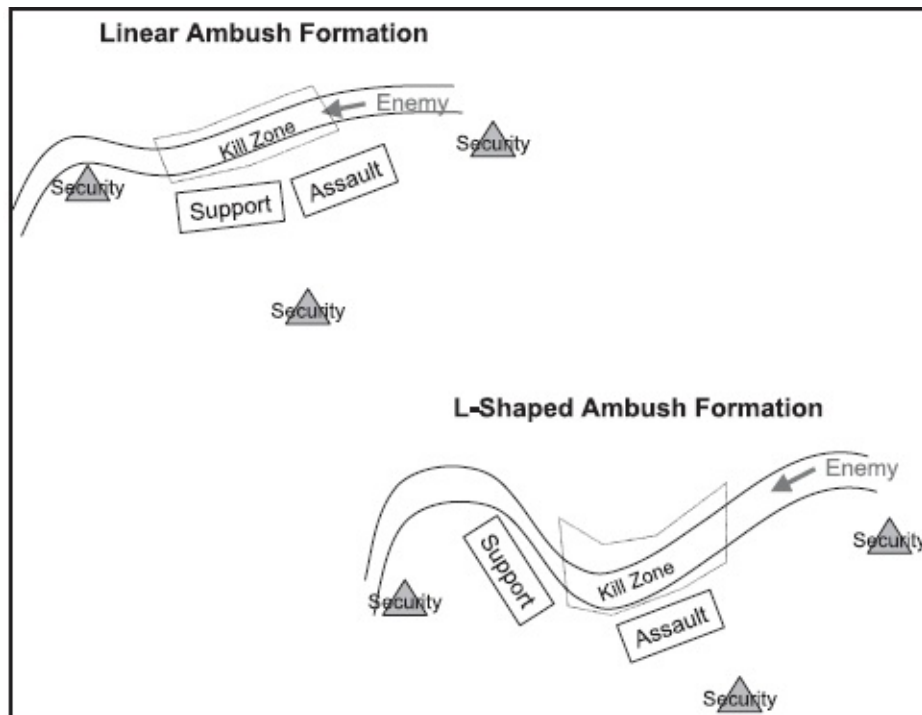 Linear Ambush Formation
Enemy
Kill Zone
Security
Assault
Security
Support
Security
L-Shaped Ambush Formation
Enemy
Security
Support
Kill Zone
Security
Assault
Security